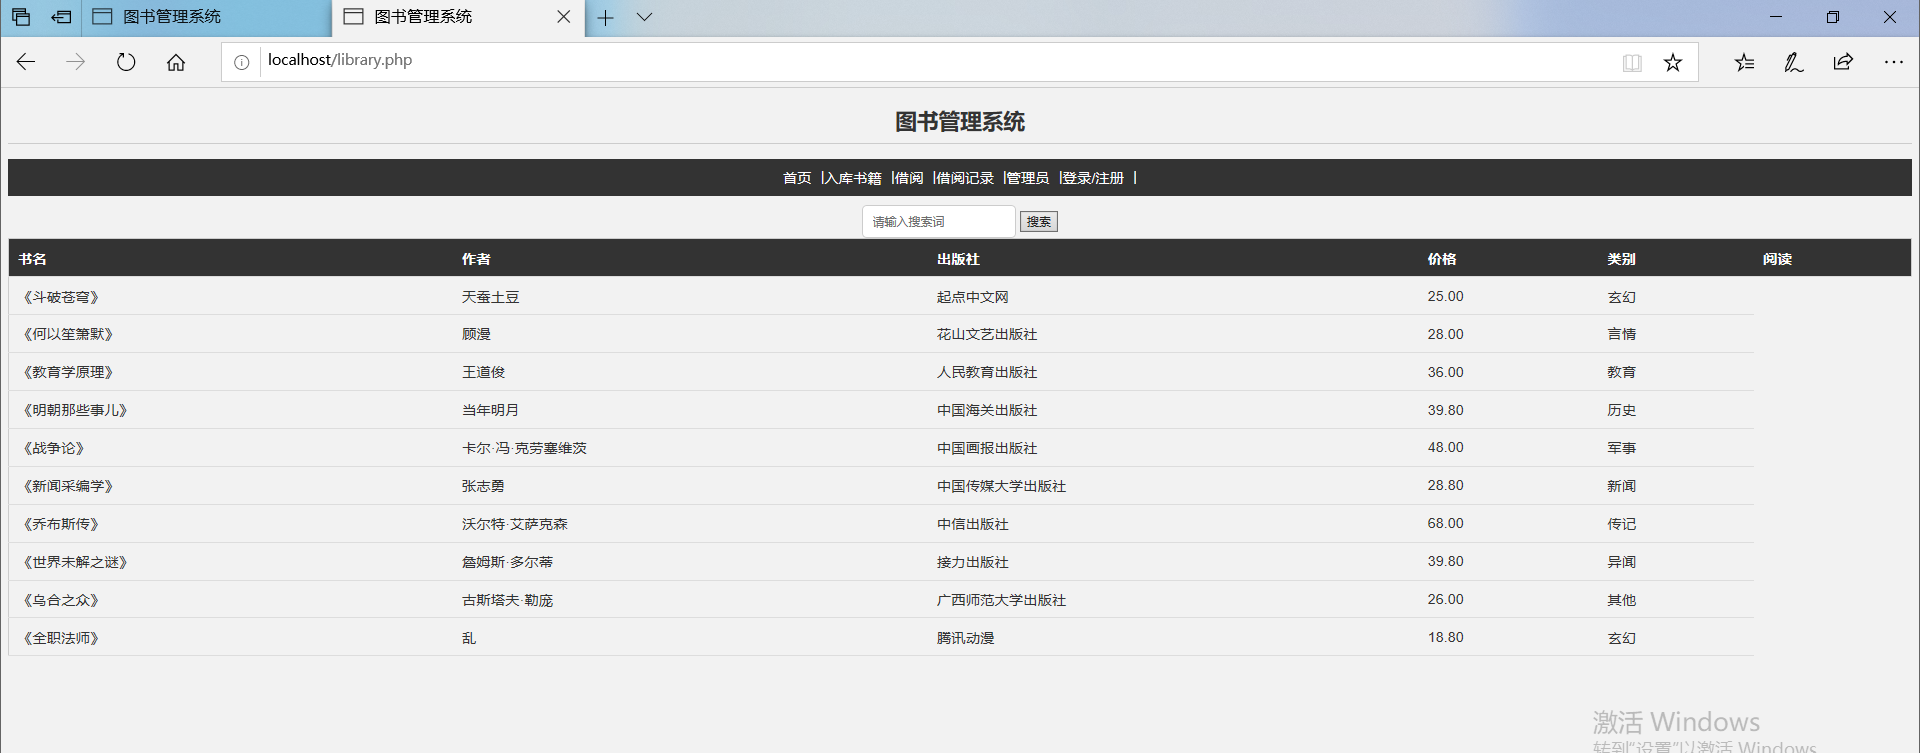 图书管理系统
图书管理系统
localhost/library.php
图书管理系统
首页 |入库书籍 |借阅 |借阅记录 |管理员 |登录/注册 |
请输入搜索词 搜索
书名 作者 出版社 价格 类别 阅读
《斗破苍穹》 天蚕土豆 起点中文网 25.00 玄幻
《何以笙箫默》 顾漫 花山文艺出版社 28.00 言情
《教育学原理》 王道俊 人民教育出版社 36.00 教育
《明朝那些事儿》 当年明月 中国海关出版社 39.80 历史
《战争论》 卡尔·冯·克劳塞维茨 中国画报出版社 48.00 军事
《新闻采编学》 张志勇 中国传媒大学出版社 28.80 新闻
《乔布斯传》 沃尔特·艾萨克森 中信出版社 68.00 传记
《世界未解之谜》 詹姆斯·多尔蒂 接力出版社 39.80 异闻
《乌合之众》 古斯塔夫·勒庞 广西师范大学出版社 26.00 其他
《全职法师》 乱 腾讯动漫 18.80 玄幻
激活 Windows
转到"设置"以激活 Windows